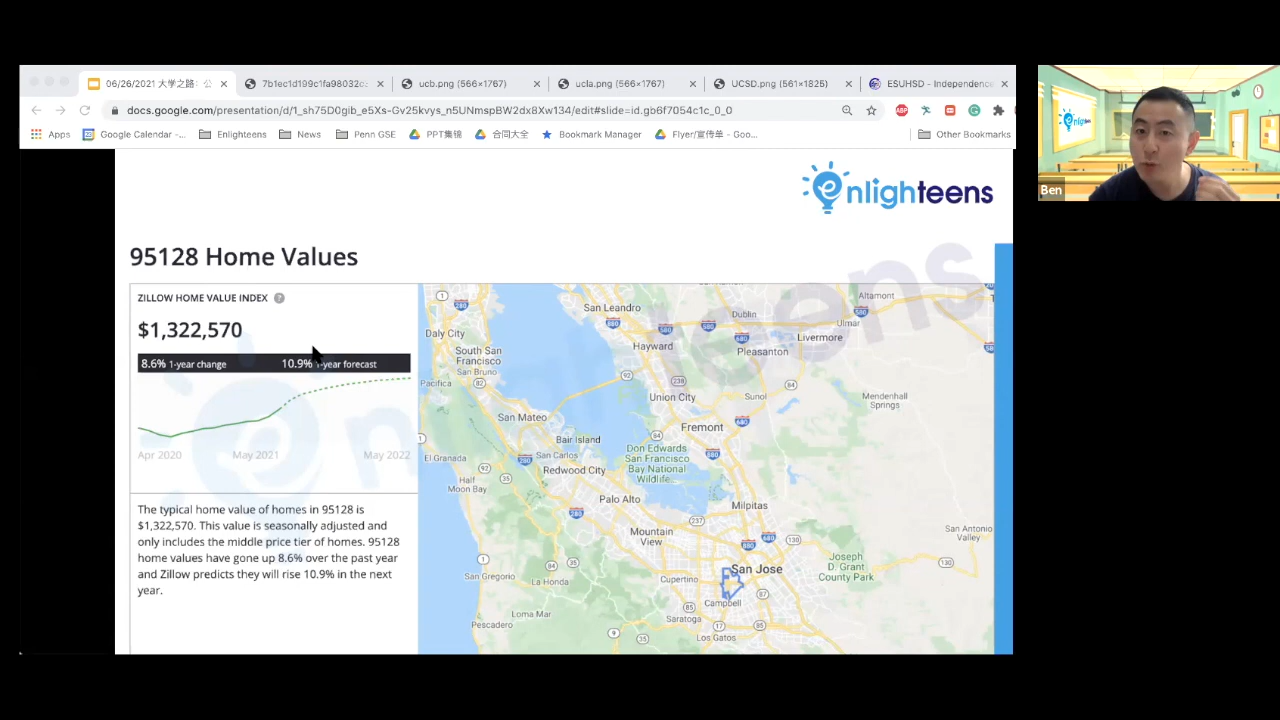 06/26/2021 大学之路: 公
7b1ec1d199c1fa98032c
ucb.png (566×1767)
ucla.png (566×1767)
UCSD.png (561×1825)
ESUHSD - Independence
docs.google.com/presentation/d/1_sh75D0gib_e5Xs-Gv25kvys_n5UNmspBW2dx8Xw134/edit#slide=id.gb6f7054c1c_0_0
Apps
Google Calendar -...
Enlighteens
News
Penn GSE
PPT集锦
合同大全
Bookmark Manager
Flyer/宣传单 - Goo...
Other Bookmarks
enlighteens
Ben
95128 Home Values
ZILLOW HOME VALUE INDEX ?
$1,322,570
8.6% 1-year change 10.9% 1-year forecast
Apr 2020 May 2021 May 2022
The typical home value of homes in 95128 is
$1,322,570. This value is seasonally adjusted and
only includes the middle price tier of homes. 95128
home values have gone up 8.6% over the past year
and Zillow predicts they will rise 10.9% in the next
year.
San Leandro
Altamont
Dublin
Ulmar
Daly City
Livermore
Hayward
Pleasanton
South San
Francisco
San Bruno
Pacifica
Union City
Sunol
Mendenhall
Springs
San Mateo
Fremont
Bair Island
San Carlos
Don Edwards
San Francisco
Bay National
Wildlife.
El Granada
Redwood City
Half
Moon Bay
Palo Alto
Milpitas
Mountain
View
San Antonio
Valley
San Jose
Joseph
D. Grant
County Park
San Gregorio
La Honda
Cupertino
Campbell
Loma Mar
Saratoga
Pescadero
Los Gatos